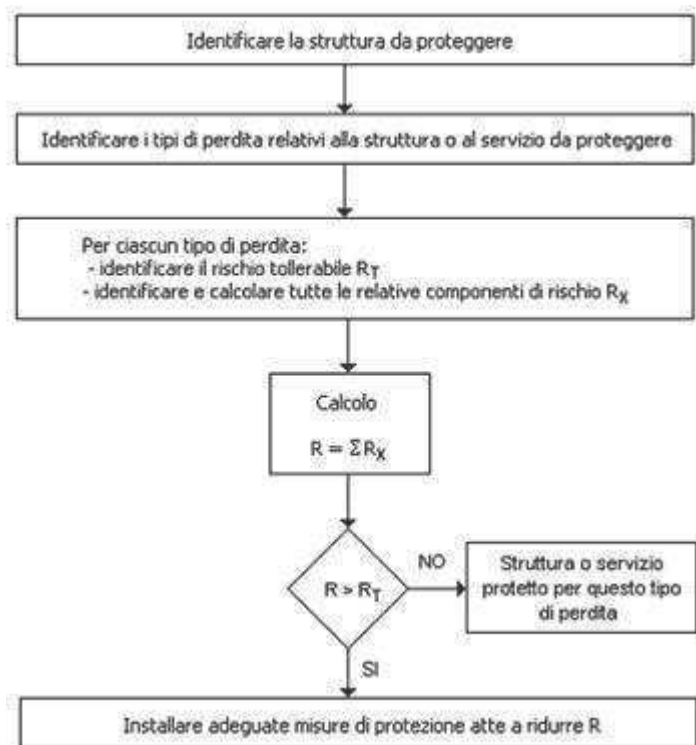 Identificare la struttura da proteggere
Identificare i tipi di perdita relativi alla struttura o al servizio da proteggere
Per ciascun tipo di perdita:
- identificare il rischio tollerabile RT
- identificare e calcolare tutte le relative componenti di rischio RX
Calcolo
R = ΣRX
R > RT
NO
Struttura o servizio
protetto per questo tipo
di perdita
SI
Installare adeguate misure di protezione atte a ridurre R